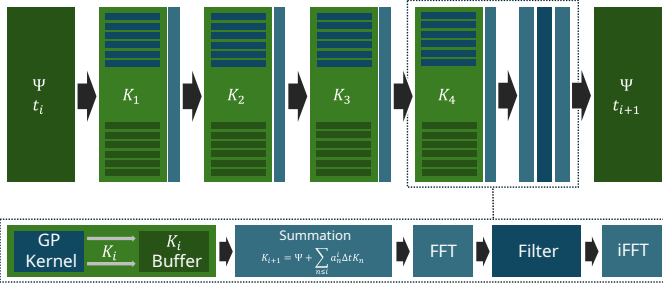 Ψ
t_i
K_1
K_2
K_3
K_4
Ψ
t_{i+1}
GP
Kernel
K_i
K_i
Buffer
Summation
K_{i+1} = Ψ + ∑_{n≤i} a_n^i Δt K_n
FFT
Filter
iFFT